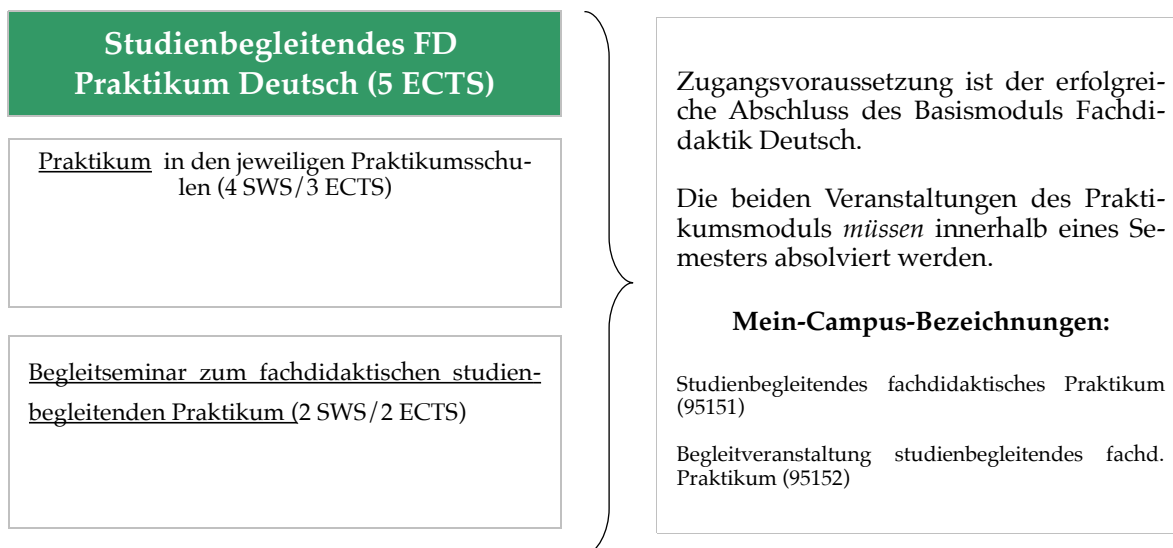 Studienbegleitendes FD
Praktikum Deutsch (5 ECTS)
Praktikum in den jeweiligen Praktikumsschu-
len (4 SWS/3 ECTS)
Begleitseminar zum fachdidaktischen studien-
begleitenden Praktikum (2 SWS/2 ECTS)
Zugangsvoraussetzung ist der erfolgrei-
che Abschluss des Basismoduls Fachdi-
daktik Deutsch.
Die beiden Veranstaltungen des Prakti-
kumsmoduls müssen innerhalb eines Se-
mesters absolviert werden.
Mein-Campus-Bezeichnungen:
Studienbegleitendes fachdidaktisches Praktikum
(95151)
Begleitveranstaltung studienbegleitendes fachd.
Praktikum (95152)